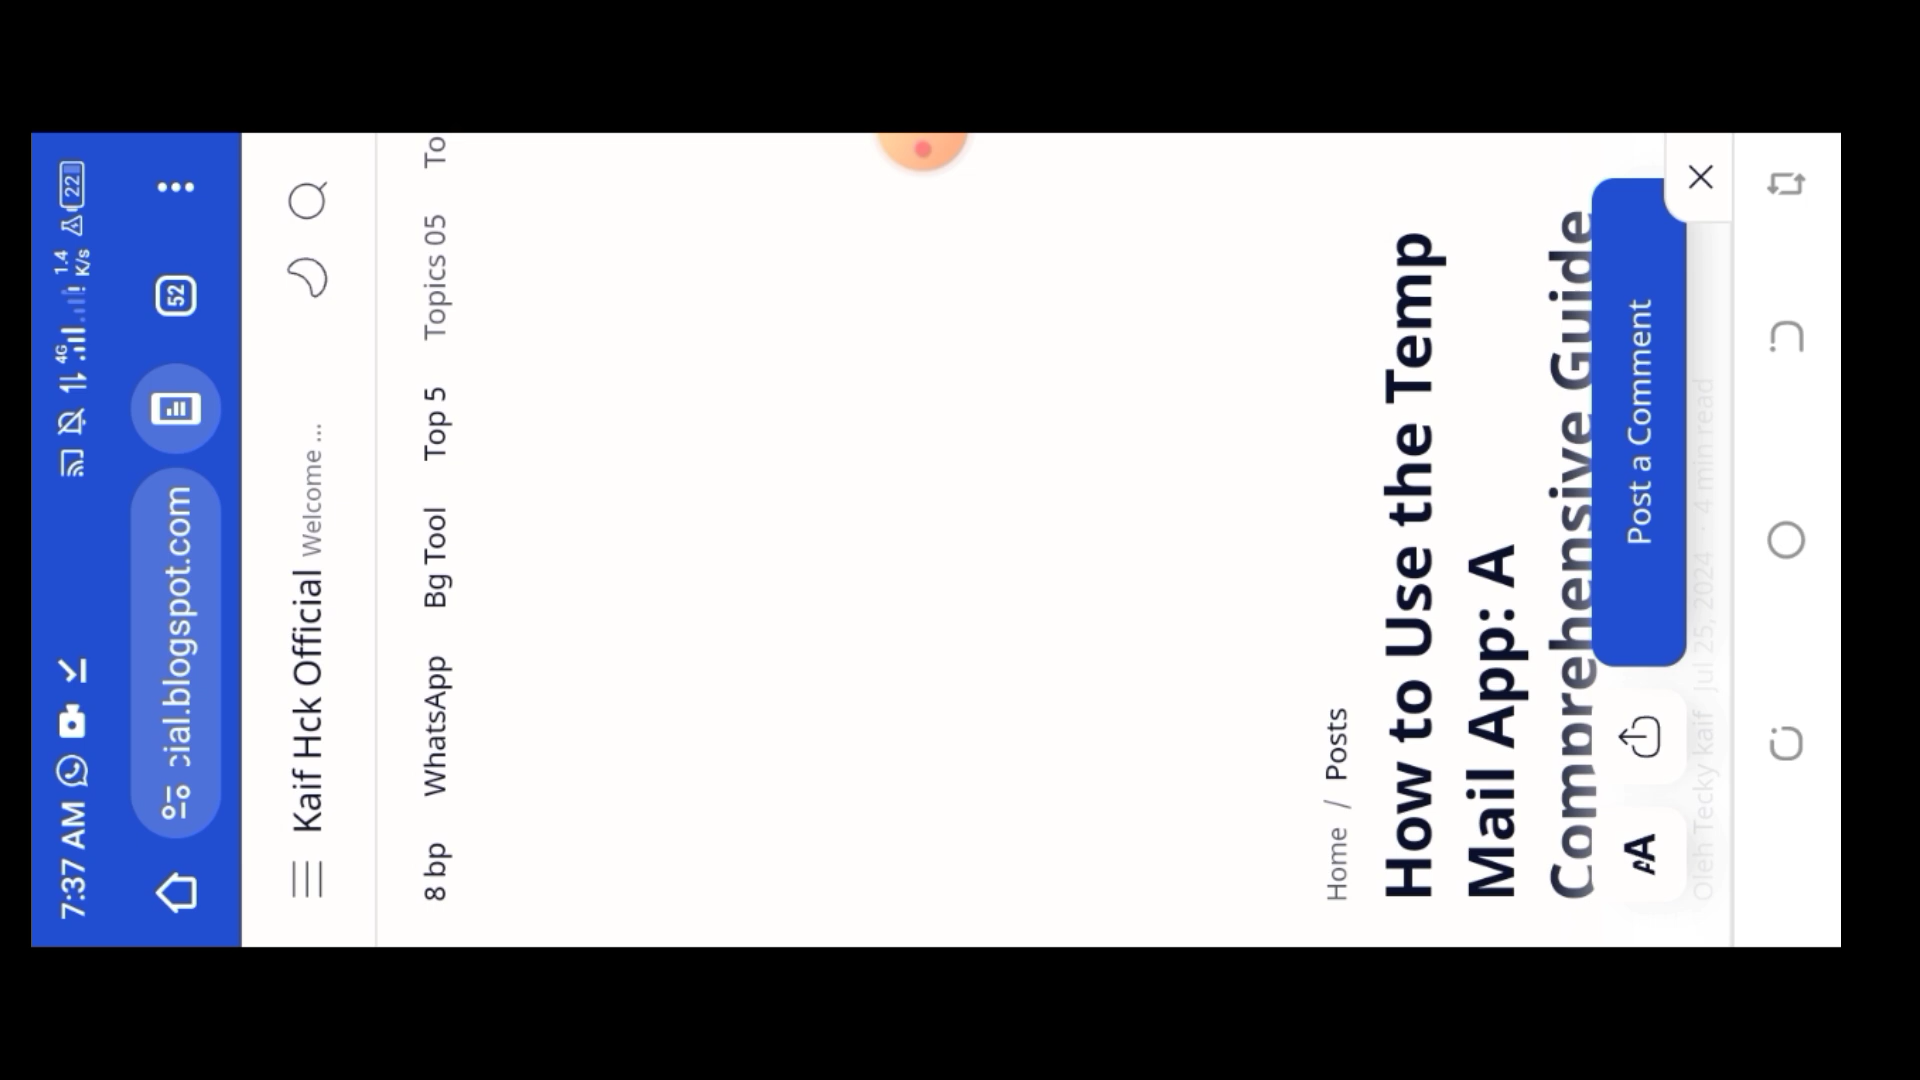 7:37 AM 4G 1.4 K/s 22
cial.blogspot.com 52
Kaif Hck Official Welcome ...
8 bp WhatsApp Bg Tool Top 5 Topics 05 To
Home / Posts
How to Use the Temp
Mail App: A
Comprehensive Guide
Post a Comment
AA
Oleh Tecky kaif Jul 25, 2024 · 4 min read